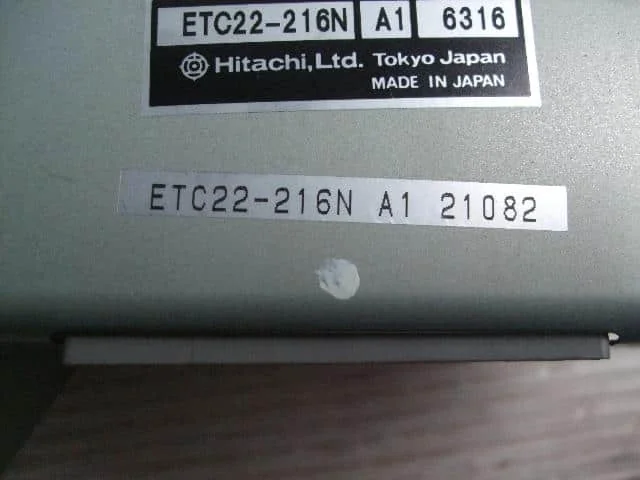 ETC22-216N A1 6316
Hitachi,Ltd. Tokyo Japan
MADE IN JAPAN
ETC22-216N A1 21082